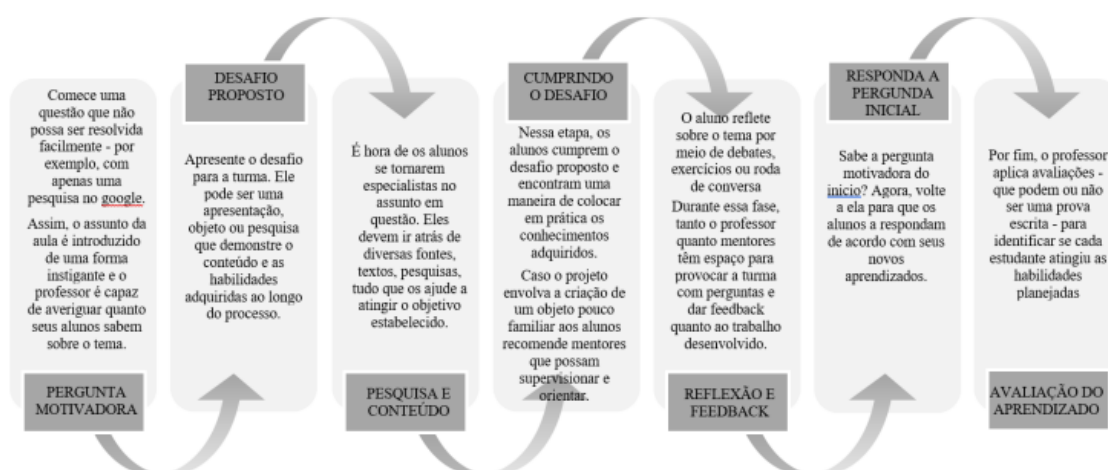 Comece uma
questão que não
possa ser resolvida
facilmente - por
exemplo, com
apenas uma
pesquisa no google.
Assim, o assunto da
aula é introduzido
de uma forma
instigante e o
professor é capaz
de averiguar quanto
seus alunos sabem
sobre o tema.
PERGUNTA
MOTIVADORA
DESAFIO
PROPOSTO
Apresente o desafio
para a turma. Ele
pode ser uma
apresentação,
objeto ou pesquisa
que demonstre o
conteúdo e as
habilidades
adquiridas ao longo
do processo.
É hora de os alunos
se tornarem
especialistas no
assunto em
questão. Eles
devem ir atrás de
diversas fontes,
textos, pesquisas,
tudo que os ajude a
atingir o objetivo
estabelecido.
PESQUISA E
CONTEÚDO
CUMPRINDO
O DESAFIO
Nessa etapa, os
alunos cumprem o
desafio proposto e
encontram uma
maneira de colocar
em prática os
conhecimentos
adquiridos.
Caso o projeto
envolva a criação de
um objeto pouco
familiar aos alunos
recomende mentores
que possam
supervisionar e
orientar.
O aluno reflete
sobre o tema por
meio de debates,
exercícios ou roda
de conversa
Durante essa fase,
tanto o professor
quanto mentores
têm espaço para
provocar a turma
com perguntas e
dar feedback
quanto ao trabalho
desenvolvido.
REFLEXÃO E
FEEDBACK
RESPONDA A
PERGUNDA
INICIAL
Sabe a pergunta
motivadora do
inicio? Agora, volte
a ela para que os
alunos a respondam
de acordo com seus
novos
aprendizados.
Por fim, o professor
aplica avaliações -
que podem ou não
ser uma prova
escrita - para
identificar se cada
estudante atingiu as
habilidades
planejadas
AVALIAÇÃO DO
APRENDIZADO